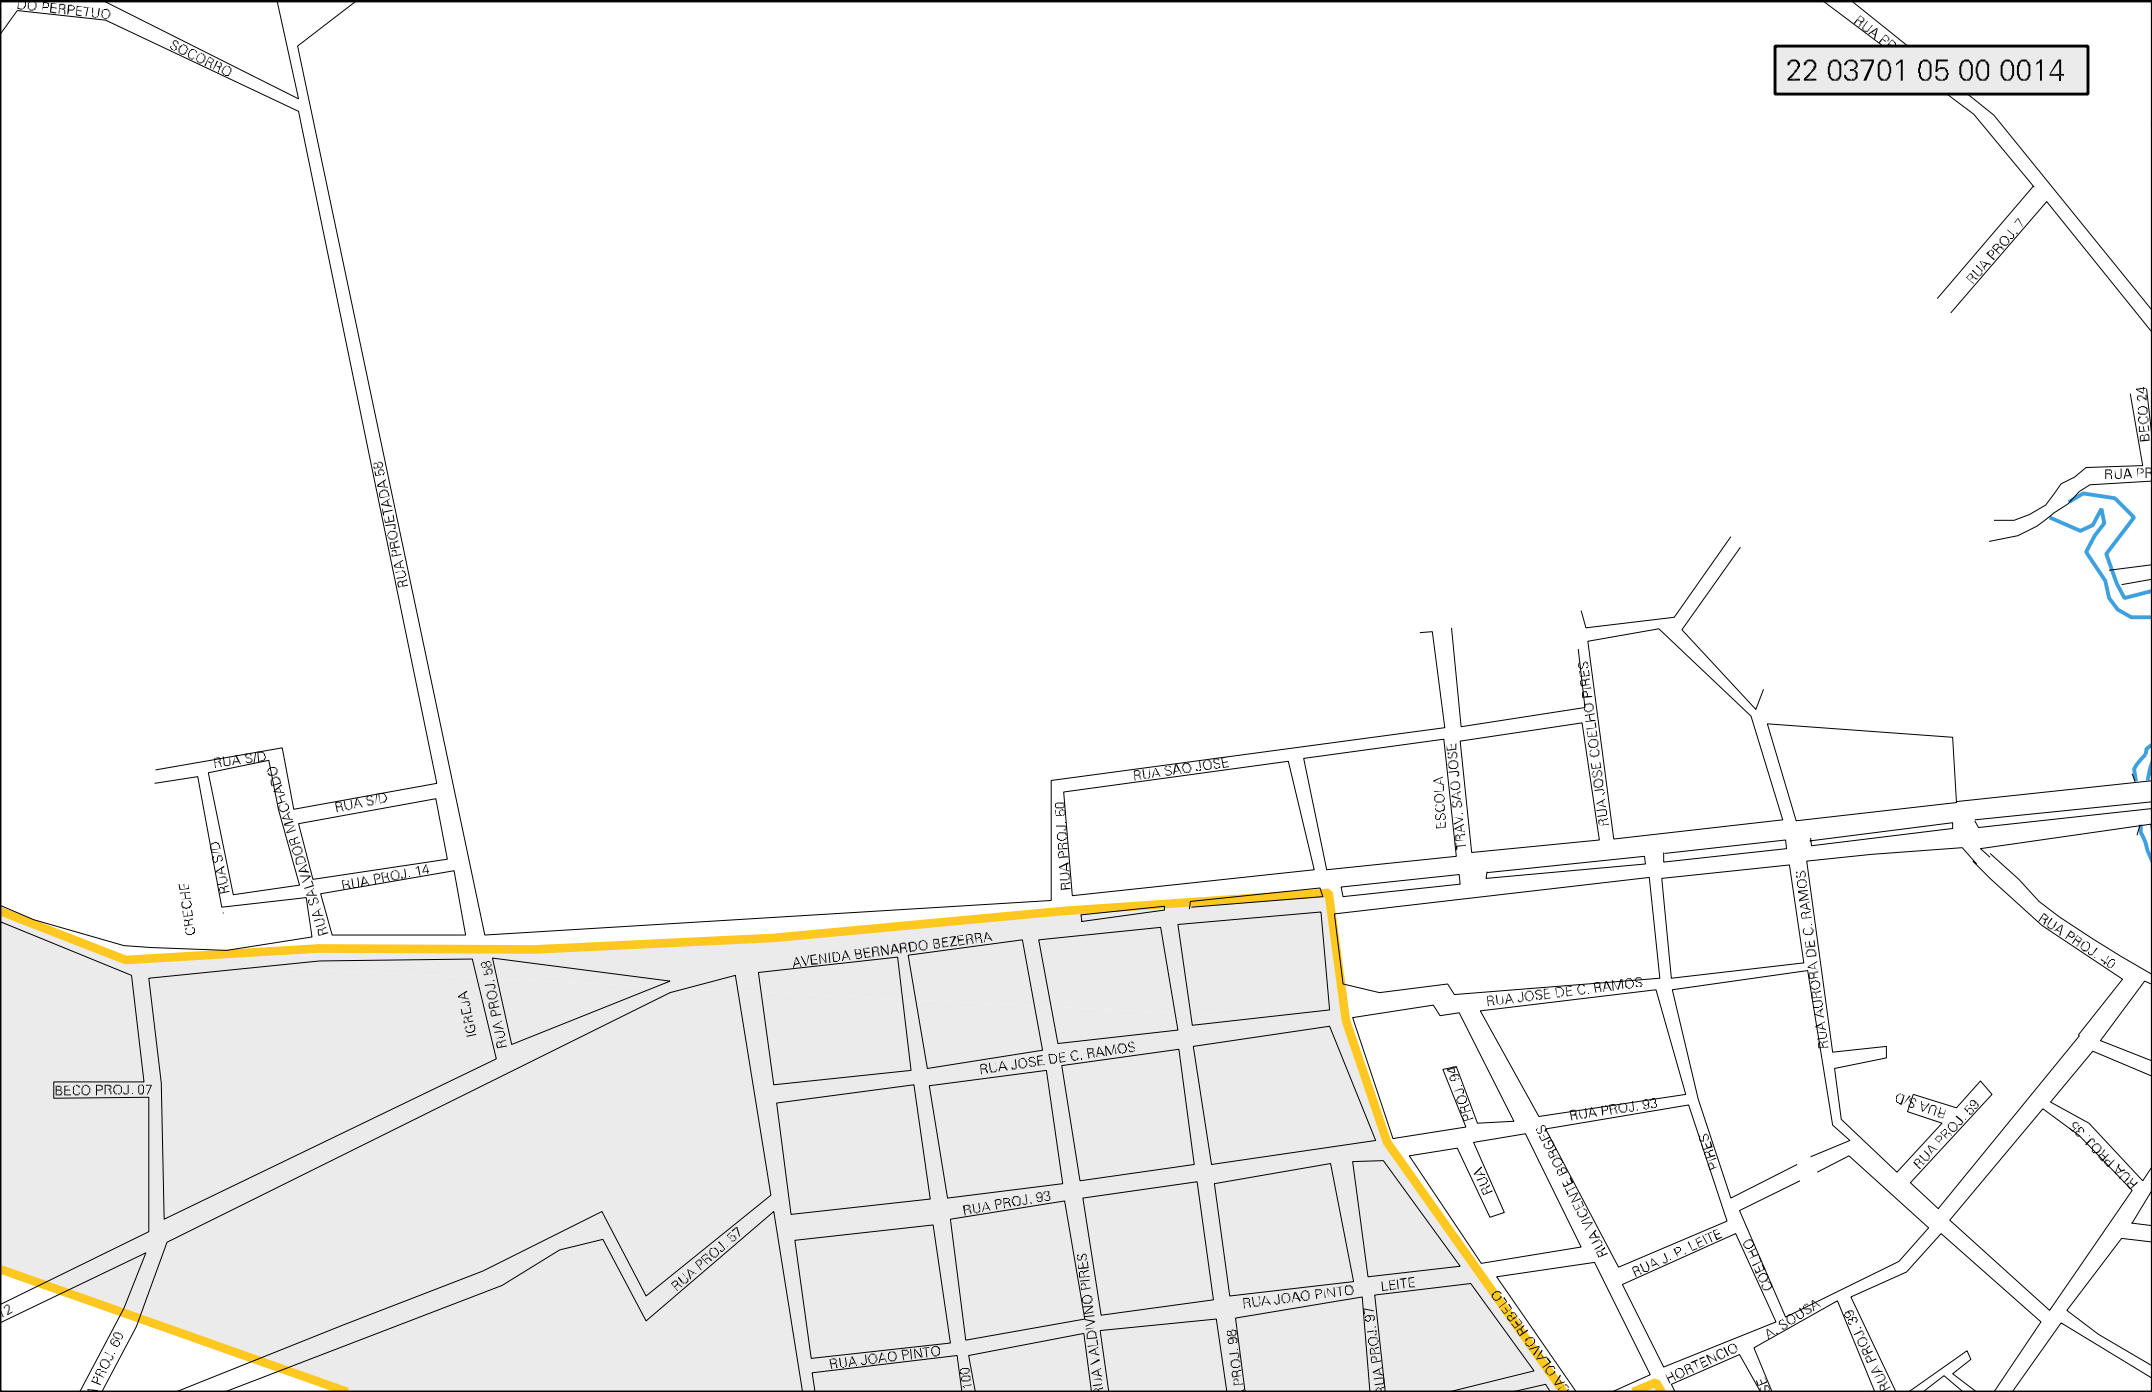 DO PERPETUO
SOCORRO
22 03701 05 00 0014
RUA PROJ. 7
BECO 24
RUA PROJETADA 58
RUA S/D
RUA SALVADOR MACHADO
RUA S/D
RUA S/D
RUA PROJ. 14
CRECHE
RUA SAO JOSE
RUA PROJ. 60
ESCOLA
TRAV. SAO JOSE
RUA JOSE COELHO PIRES
AVENIDA BERNARDO BEZERRA
IGREJA
RUA PROJ. 58
RUA JOSE DE C. RAMOS
RUA AURORA DE C. RAMOS
RUA PROJ. 40
RUA JOSE DE C. RAMOS
BECO PROJ. 07
PROJ. 94
RUA
RUA PROJ. 93
RUA VICENTE BORGES
PIRES
RUA S/D
RUA PROJ. 59
RUA PROJ. 35
RUA PROJ. 93
RUA PROJ. 57
RUA VALDIVINO PIRES
RUA JOAO PINTO
LEITE
RUA J. P. LEITE
COELHO
RUA JOAO PINTO
100
PROJ. 98
RUA PROJ. 97
OLAVO REBELO
HORTENCIO
A. SOUSA
RUA PROJ. 39
PROJ. 60